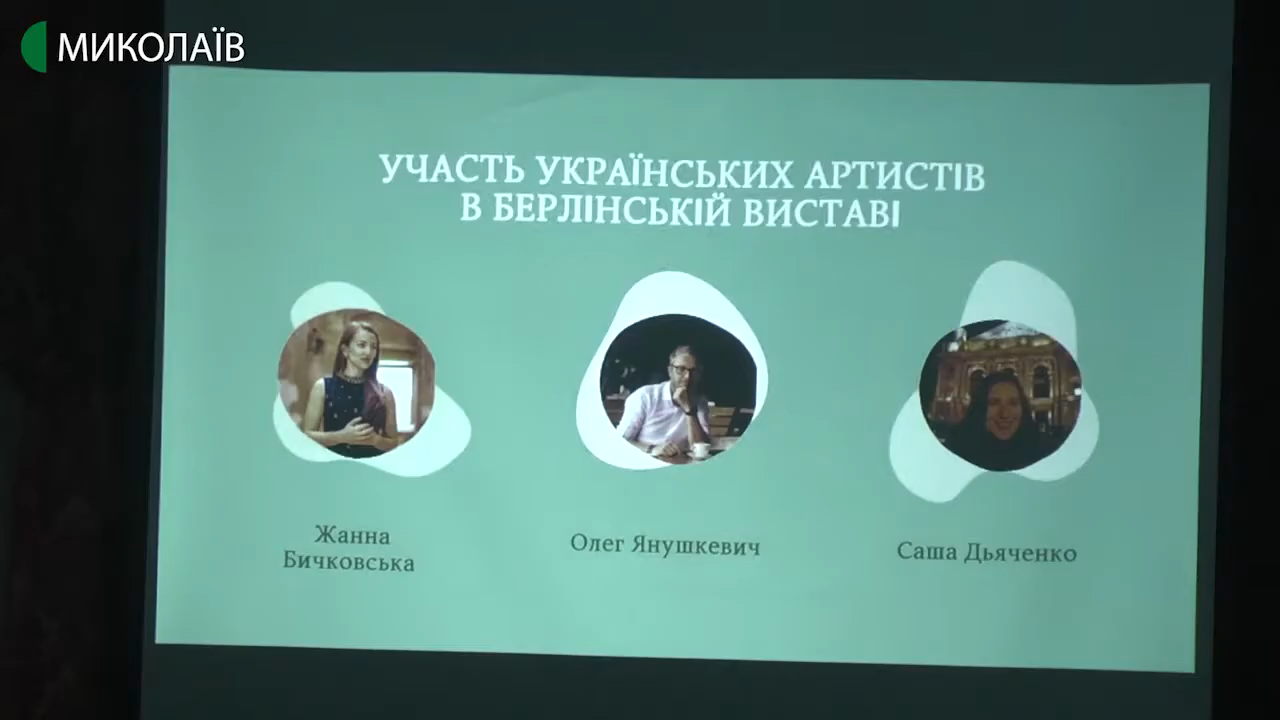 МИКОЛАЇВ
УЧАСТЬ УКРАЇНСЬКИХ АРТИСТІВ
В БЕРЛІНСЬКІЙ ВИСТАВІ
Жанна
Бичковська
Олег Янушкевич
Саша Дьяченко